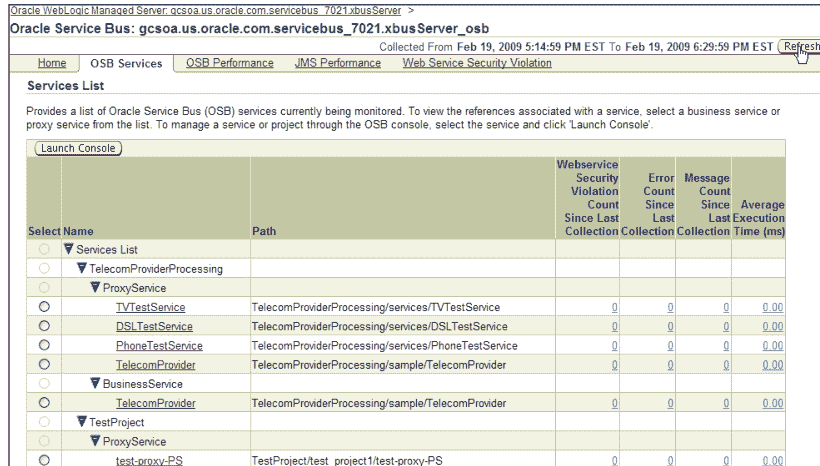 Oracle WebLogic Managed Server: gcsoa.us.oracle.com.servicebus_7021.xbusServer >
Oracle Service Bus: gcsoa.us.oracle.com.servicebus_7021.xbusServer_osb
Collected From Feb 19, 2009 5:14:59 PM EST To Feb 19, 2009 6:29:59 PM EST Refresh
Home OSB Services OSB Performance JMS Performance Web Service Security Violation
Services List
Provides a list of Oracle Service Bus (OSB) services currently being monitored. To view the references associated with a service, select a business service or
proxy service from the list. To manage a service or project through the OSB console, select the service and click 'Launch Console'.
Launch Console
Webservice
Security Error Message
Violation Count Count
Count Since Since Average
Since Last Last Last Execution
Select Name Path Collection Collection Collection Time (ms)
Services List
TelecomProviderProcessing
ProxyService
TVTestService TelecomProviderProcessing/services/TVTestService 0 0 0 0.00
DSLTestService TelecomProviderProcessing/services/DSLTestService 0 0 0 0.00
PhoneTestService TelecomProviderProcessing/services/PhoneTestService 0 0 0 0.00
TelecomProvider TelecomProviderProcessing/sample/TelecomProvider 0 0 0 0.00
BusinessService
TelecomProvider TelecomProviderProcessing/sample/TelecomProvider 0 0 0 0.00
TestProject
ProxyService
test-proxy-PS TestProject/test_project1/test-proxy-PS 0 0 0 0.00